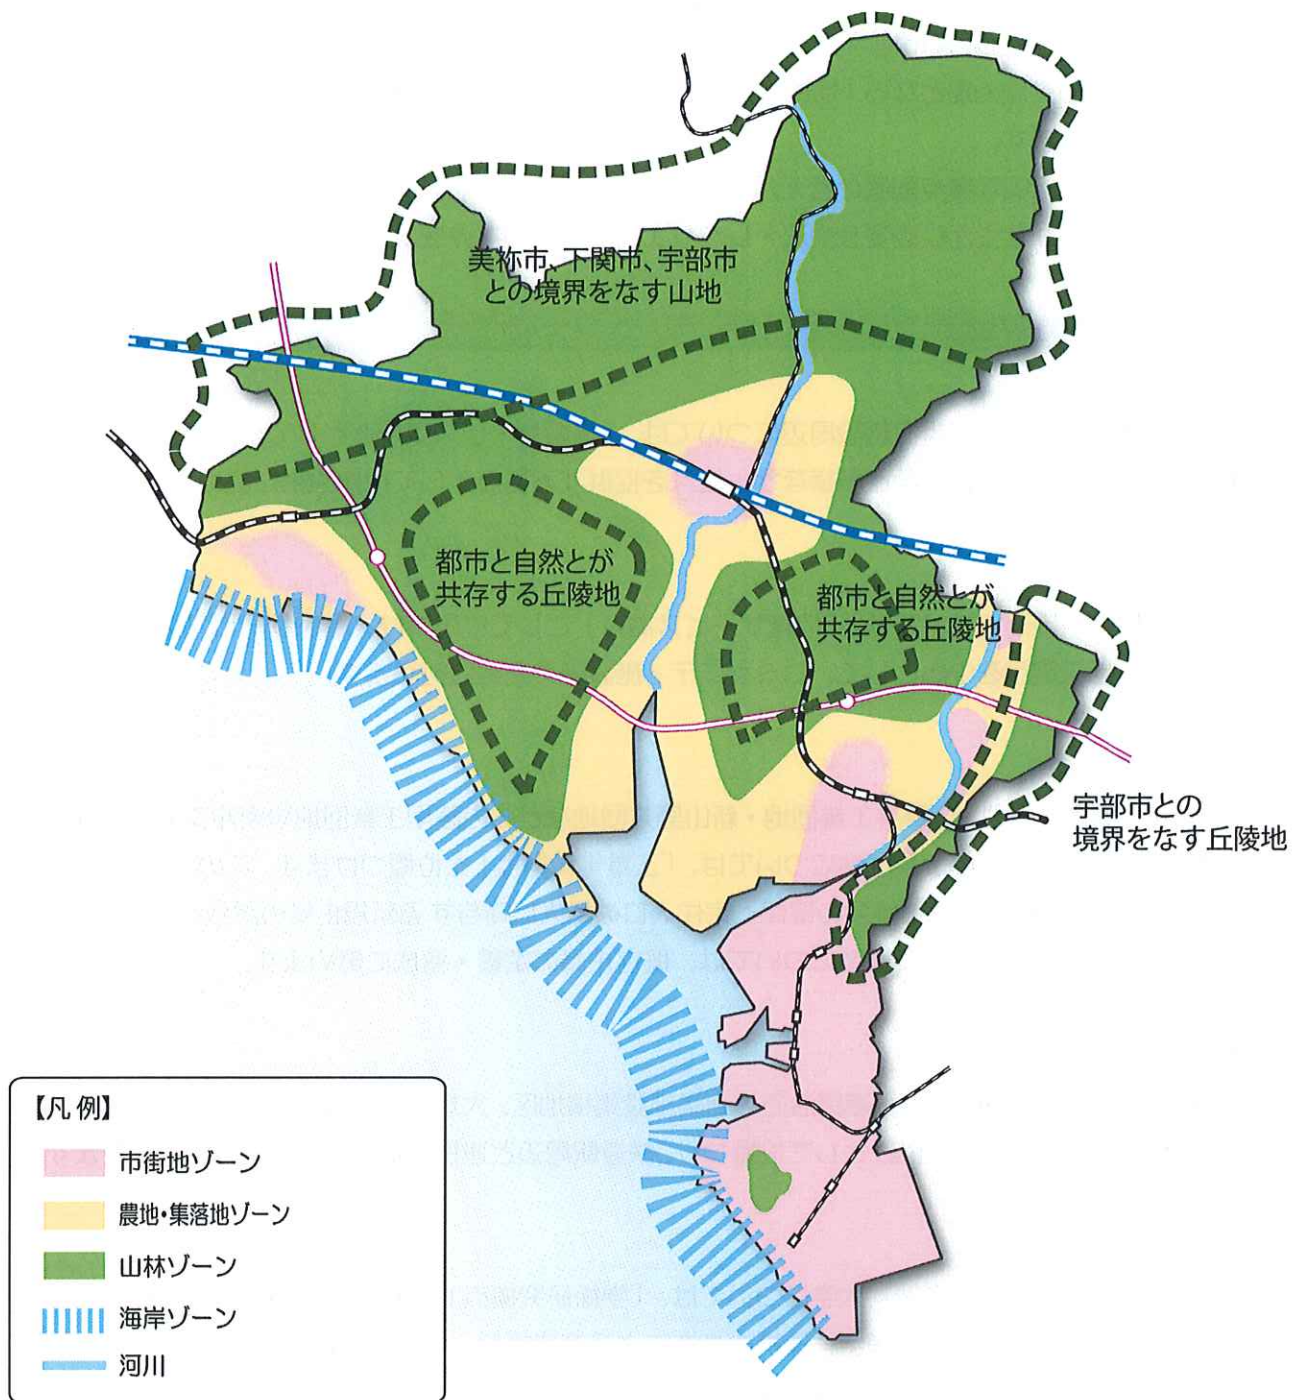 美祢市、下関市、宇部市
との境界をなす山地
都市と自然とが
共存する丘陵地
都市と自然とが
共存する丘陵地
宇部市との
境界をなす丘陵地
【凡例】
市街地ゾーン
農地・集落地ゾーン
山林ゾーン
海岸ゾーン
河川